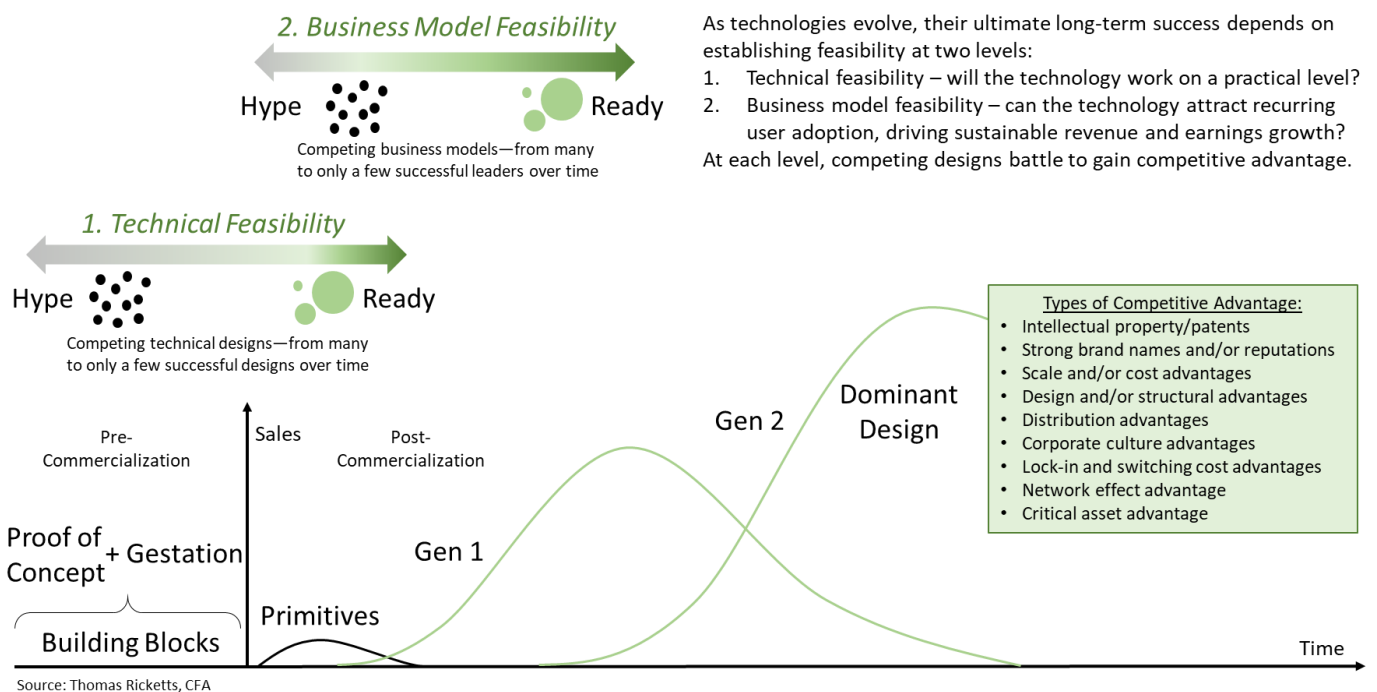 2. Business Model Feasibility
Hype
Ready
Competing business models—from many
to only a few successful leaders over time
As technologies evolve, their ultimate long-term success depends on
establishing feasibility at two levels:
1. Technical feasibility – will the technology work on a practical level?
2. Business model feasibility – can the technology attract recurring
user adoption, driving sustainable revenue and earnings growth?
At each level, competing designs battle to gain competitive advantage.
1. Technical Feasibility
Hype
Ready
Competing technical designs—from many
to only a few successful designs over time
Pre-
Commercialization
Sales
Post-
Commercialization
Proof of
Concept
+ Gestation
Building Blocks
Primitives
Gen 1
Gen 2
Dominant
Design
Types of Competitive Advantage:
• Intellectual property/patents
• Strong brand names and/or reputations
• Scale and/or cost advantages
• Design and/or structural advantages
• Distribution advantages
• Corporate culture advantages
• Lock-in and switching cost advantages
• Network effect advantage
• Critical asset advantage
Time
Source: Thomas Ricketts, CFA